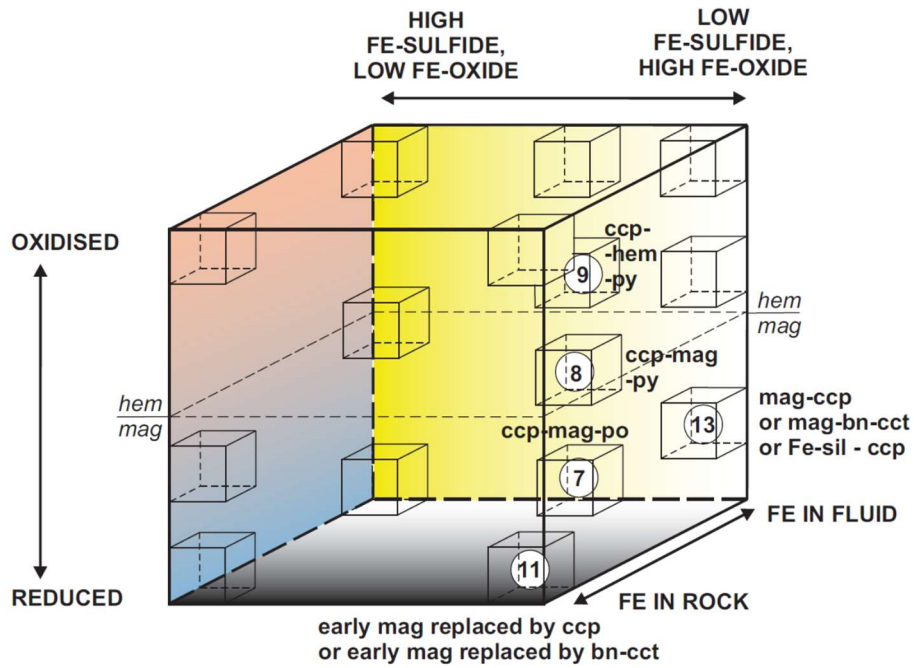 HIGH
FE-SULFIDE,
LOW FE-OXIDE
LOW
FE-SULFIDE,
HIGH FE-OXIDE
OXIDISED
ccp-
-hem
-py
9
hem
mag
8
ccp-mag
-py
hem
mag
ccp-mag-po
13
mag-ccp
or mag-bn-cct
or Fe-sil - ccp
7
FE IN FLUID
11
REDUCED
FE IN ROCK
early mag replaced by ccp
or early mag replaced by bn-cct